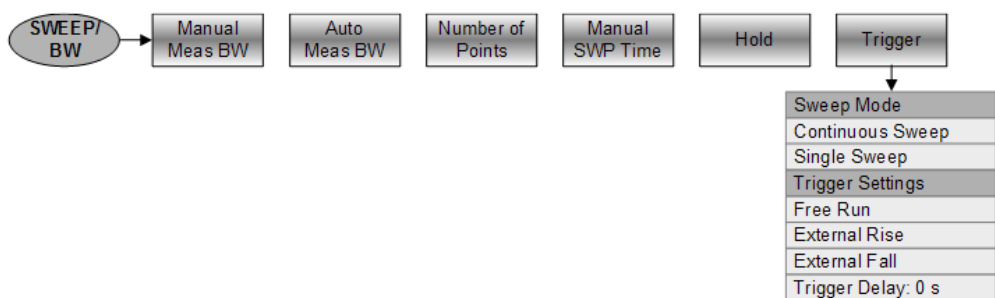 SWEEP/
BW
Manual
Meas BW
Auto
Meas BW
Number of
Points
Manual
SWP Time
Hold
Trigger
Sweep Mode
Continuous Sweep
Single Sweep
Trigger Settings
Free Run
External Rise
External Fall
Trigger Delay: 0 s